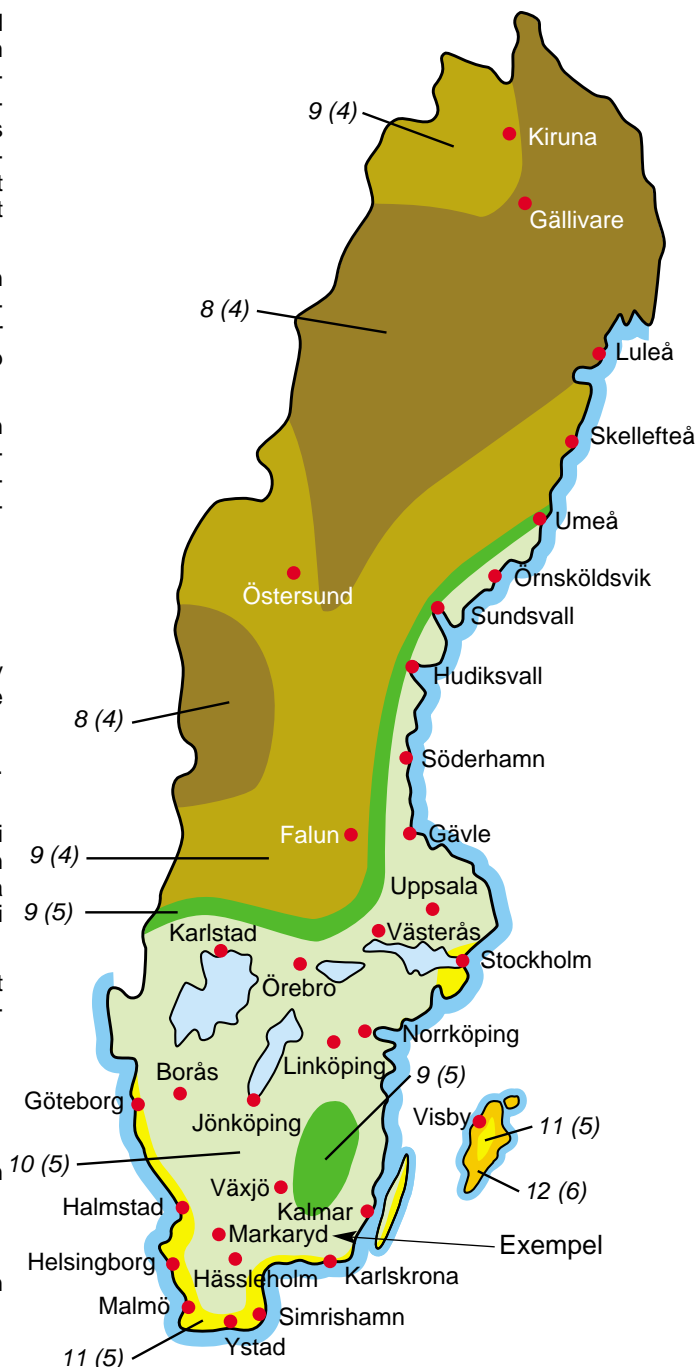 9 (4)
Kiruna
Gällivare
8 (4)
Luleå
Skellefteå
Umeå
Östersund
Örnsköldsvik
Sundsvall
Hudiksvall
8 (4)
Söderhamn
Falun
Gävle
9 (4)
Uppsala
9 (5)
Karlstad
Västerås
Stockholm
Örebro
Norrköping
Linköping
Borås
9 (5)
Göteborg
Jönköping
Visby
11 (5)
10 (5)
Växjö
12 (6)
Halmstad
Kalmar
Markaryd
Exempel
Helsingborg
Hässleholm
Karlskrona
Malmö
Simrishamn
Ystad
11 (5)